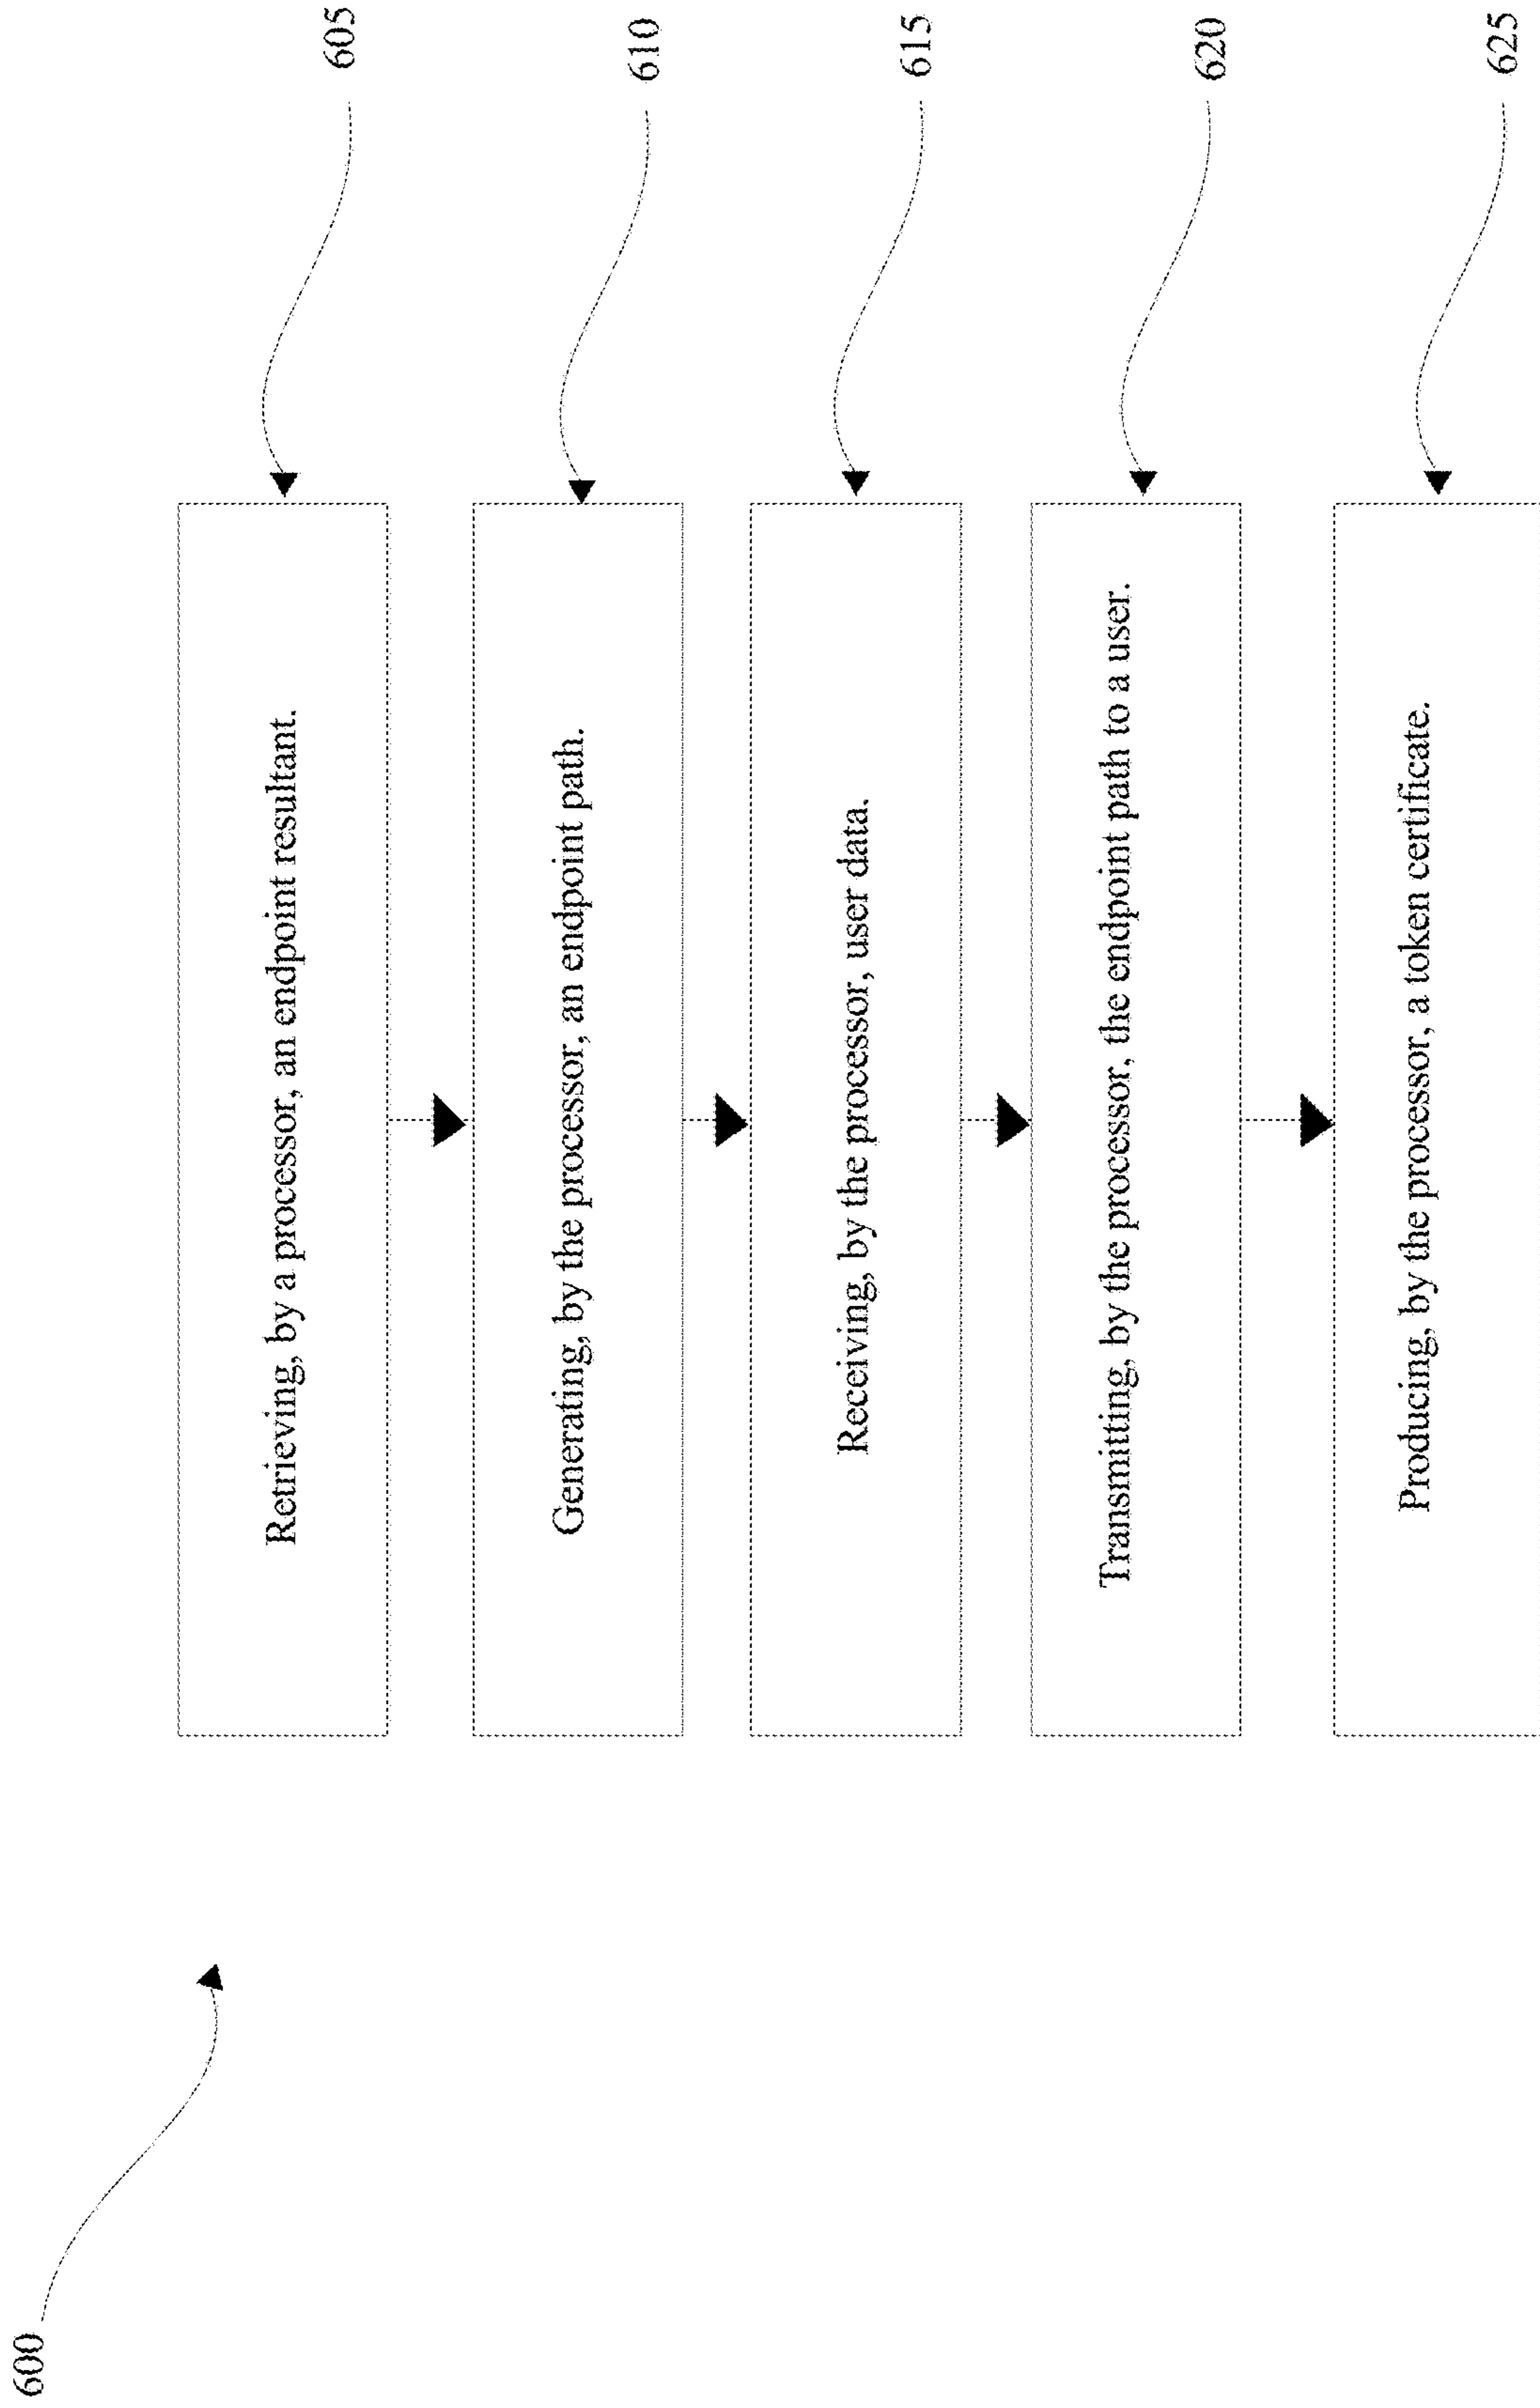 600
Retrieving, by a processor, an endpoint resultant.
605
Generating, by the processor, an endpoint path.
610
Receiving, by the processor, user data.
615
Transmitting, by the processor, the endpoint path to a user.
620
Producing, by the processor, a token certificate.
625